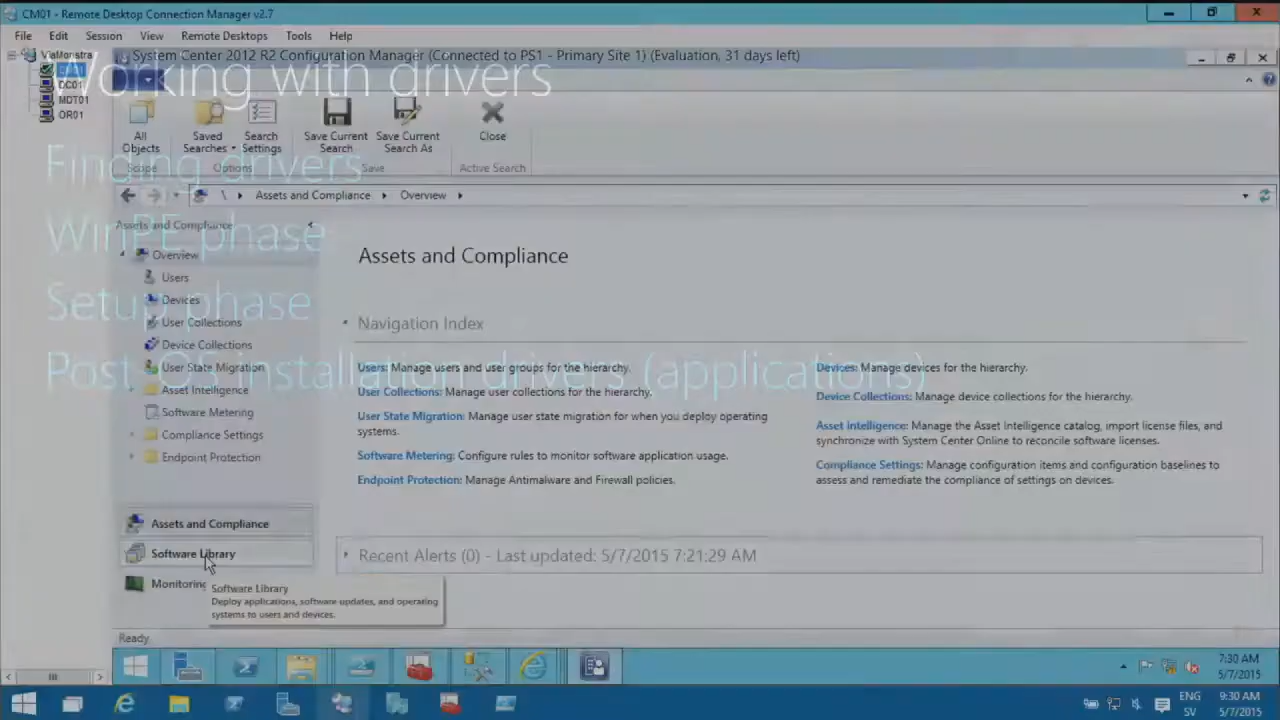 CM01 - Remote Desktop Connection Manager v2.7
File Edit Session View Remote Desktops Tools Help
ViaMonstra
DC01
MDT01
OR01
System Center 2012 R2 Configuration Manager (Connected to PS1 - Primary Site 1) (Evaluation, 31 days left)
Working with drivers
Finding drivers
WinPE phase
Setup phase
Post-OS installation drivers (applications)
All Objects
Saved Searches
Search Settings
Save Current Search
Save Current Search As
Close
Scope Options Save Active Search
\ Assets and Compliance Overview
Assets and Compliance
Overview
Users
Devices
User Collections
Device Collections
User State Migration
Asset Intelligence
Software Metering
Compliance Settings
Endpoint Protection
Assets and Compliance
Software Library
Monitoring
Software Library
Deploy applications, software updates, and operating
systems to users and devices.
Assets and Compliance
Navigation Index
Users: Manage users and user groups for the hierarchy.
User Collections: Manage user collections for the hierarchy.
User State Migration: Manage user state migration for when you deploy operating
systems.
Software Metering: Configure rules to monitor software application usage.
Endpoint Protection: Manage Antimalware and Firewall policies.
Devices: Manage devices for the hierarchy.
Device Collections: Manage device collections for the hierarchy.
Asset Intelligence: Manage the Asset Intelligence catalog, import license files, and
synchronize with System Center Online to reconcile software licenses.
Compliance Settings: Manage configuration items and configuration baselines to
assess and remediate the compliance of settings on devices.
Recent Alerts (0) - Last updated: 5/7/2015 7:21:29 AM
Ready
7:30 AM
5/7/2015
ENG
SV
9:30 AM
5/7/2015